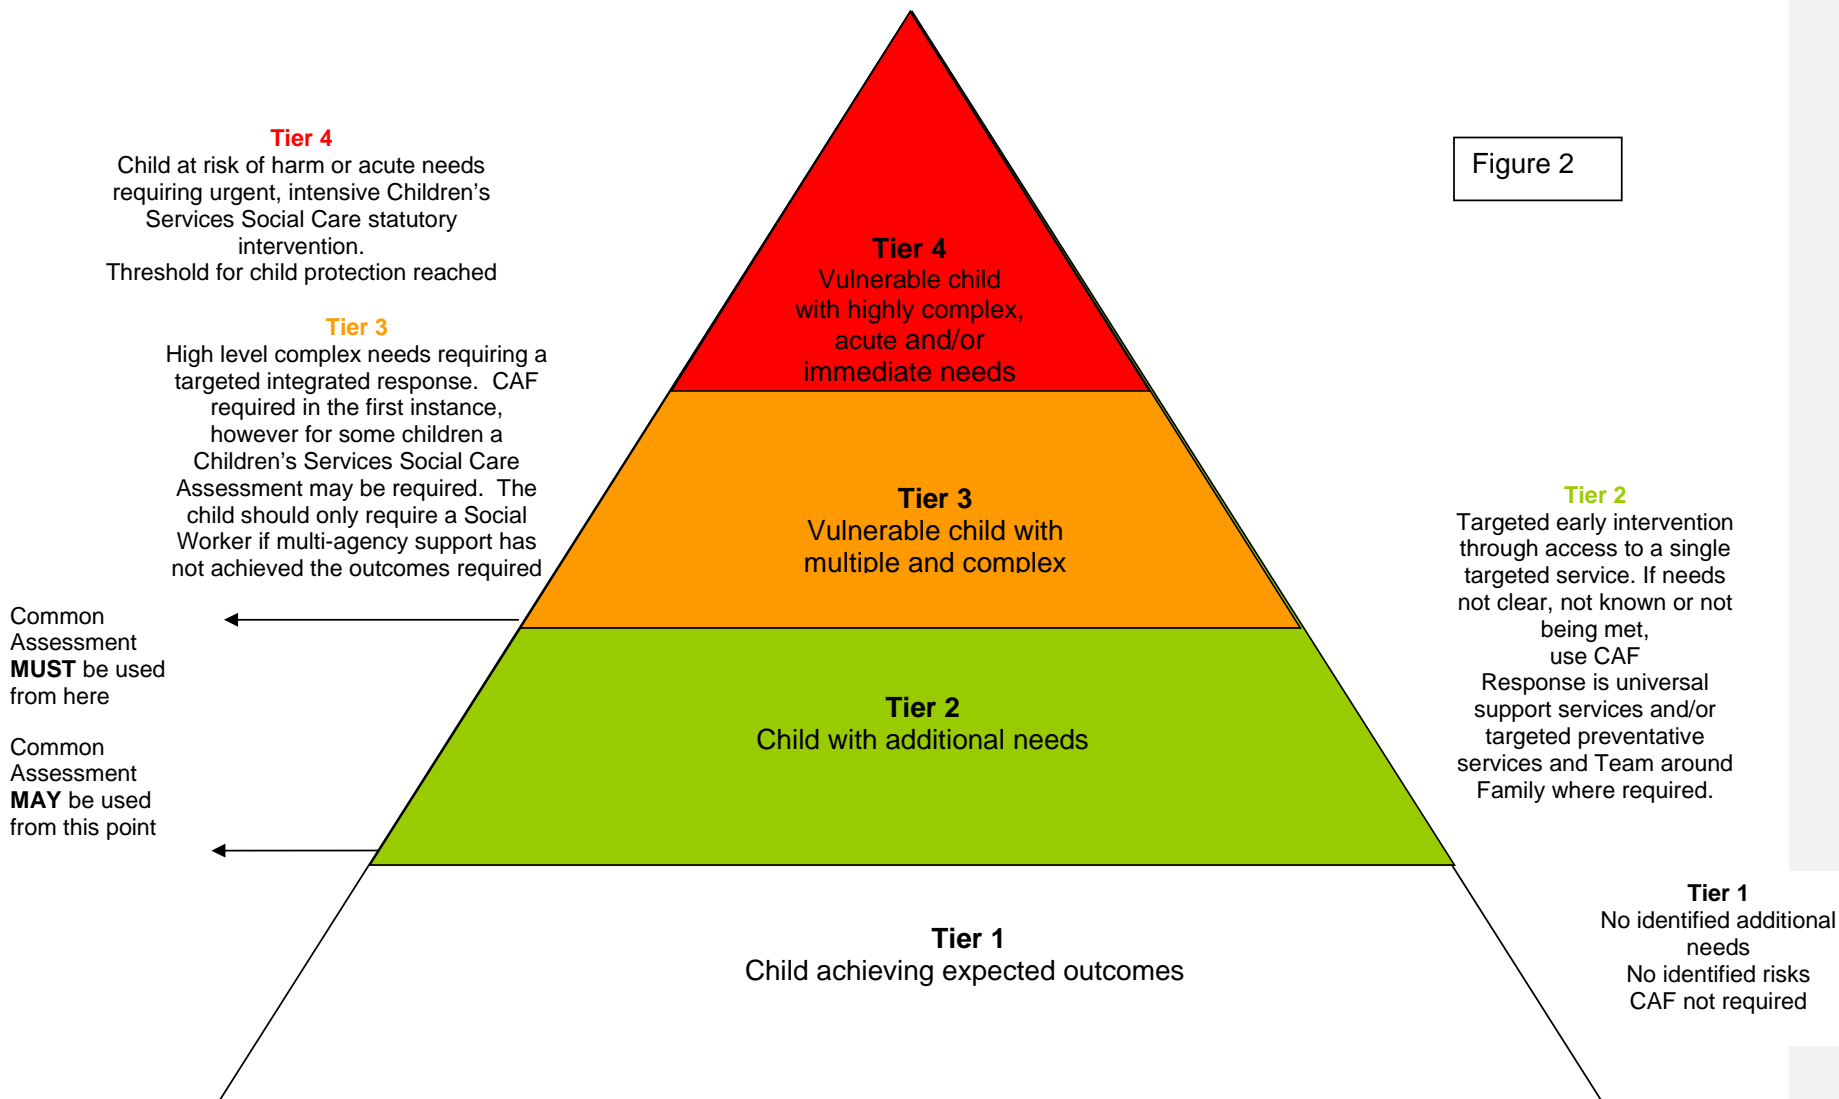 Tier 4
Child at risk of harm or acute needs
requiring urgent, intensive Children’s
Services Social Care statutory
intervention.
Threshold for child protection reached
Tier 3
High level complex needs requiring a
targeted integrated response.  CAF
required in the first instance,
however for some children a
Children’s Services Social Care
Assessment may be required.  The
child should only require a Social
Worker if multi-agency support has
not achieved the outcomes required
Common
Assessment
MUST be used
from here
Common
Assessment
MAY be used
from this point
Tier 4
Vulnerable child
with highly complex,
acute and/or
immediate needs
Tier 3
Vulnerable child with
multiple and complex
Tier 2
Child with additional needs
Tier 1
Child achieving expected outcomes
Figure 2
Tier 2
Targeted early intervention
through access to a single
targeted service. If needs
not clear, not known or not
being met,
use CAF
Response is universal
support services and/or
targeted preventative
services and Team around
Family where required.
Tier 1
No identified additional
needs
No identified risks
CAF not required